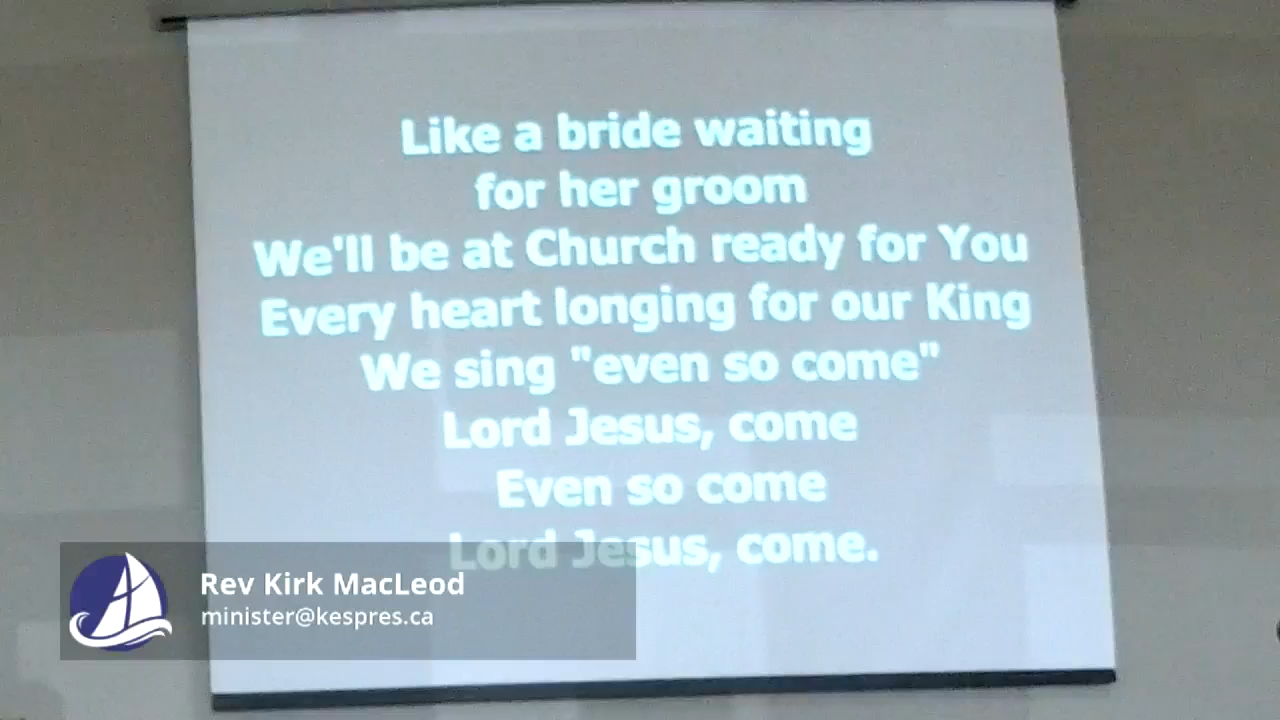 Like a bride waiting
for her groom
We'll be at Church ready for You
Every heart longing for our King
We sing "even so come"
Lord Jesus, come
Even so come
Lord Jesus, come.
Rev Kirk MacLeod
minister@kespres.ca